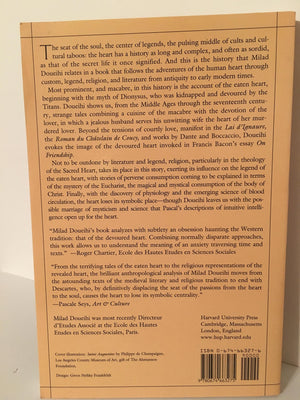 The seat of the soul, the center of legends, the pulsing middle of cults and cul-
tural taboos: the heart has a history as long and complex, and often as sordid,
as that of the secret life it once signified. And this is the history that Milad
Doueihi relates in a book that follows the adventures of the human heart through
custom, legend, religion, and literature from antiquity to early modern times.
Most prominent, and macabre, in this history is the account of the eaten heart,
beginning with the myth of Dionysus, who was kidnapped and devoured by the
Titans. Doueihi shows us, from the Middle Ages through the seventeenth cen-
tury, strange tales combining a cuisine of the macabre with the devotion of the
lover, in which a jealous husband serves his unwitting wife the heart of her mur-
dered lover. Beyond the tensions of courtly love, manifest in the Lai d'Ignaure,
the Roman du Châtelain de Coucy, and works by Dante and Boccaccio, Doueihi
evokes the image of the devoured heart invoked in Francis Bacon's essay On
Friendship.
Not to be outdone by literature and legend, religion, particularly in the theology
of the Sacred Heart, takes its place in this story, exerting its influence on the legend of
the eaten heart, with stories of perverse consumption coming to be explained in terms
of the mystery of the Eucharist, the magical and mystical consumption of the body of
Christ. Finally, with the discovery of physiology and the emerging science of blood
circulation, the heart loses its symbolic place—though Doueihi leaves us with the pos-
sible marriage of mysticism and science that Pascal's descriptions of intuitive intelli-
gence open up for the heart.
"Milad Doueihi's book analyzes with subtlety an obsession haunting the Western
tradition: that of the devoured heart. Combining normally disparate approaches,
this work allows us to understand the meaning of an anxiety traversing time and
texts." —Roger Chartier, Ecole des Hautes Etudes en Sciences Sociales
"From the terrifying tales of the eaten heart to the religious representations of the
revealed heart, the brilliant anthropological analysis of Milad Doueihi moves from
the astounding texts of the medieval literary and religious tradition to end with
Descartes, who, by definitively displacing the seat of the passions from the heart
to the soul, causes the heart to lose its symbolic centrality."
—Pascale Seys, Art & Culture
Milad Doueihi was most recently Directeur
d'Etudes Associé at the Ecole des Hautes
Etudes en Sciences Sociales, Paris.
Harvard University Press
Cambridge, Massachusetts
London, England
www.hup.harvard.edu
Cover illustration: Saint Augustine by Philippe de Champaigne,
Los Angeles County Museum of Art, gift of The Ahmanson
Foundation.
Design: Gwen Nefsky Frankfeldt
ISBN 0-674-66327-6
90000
9 780674 663275